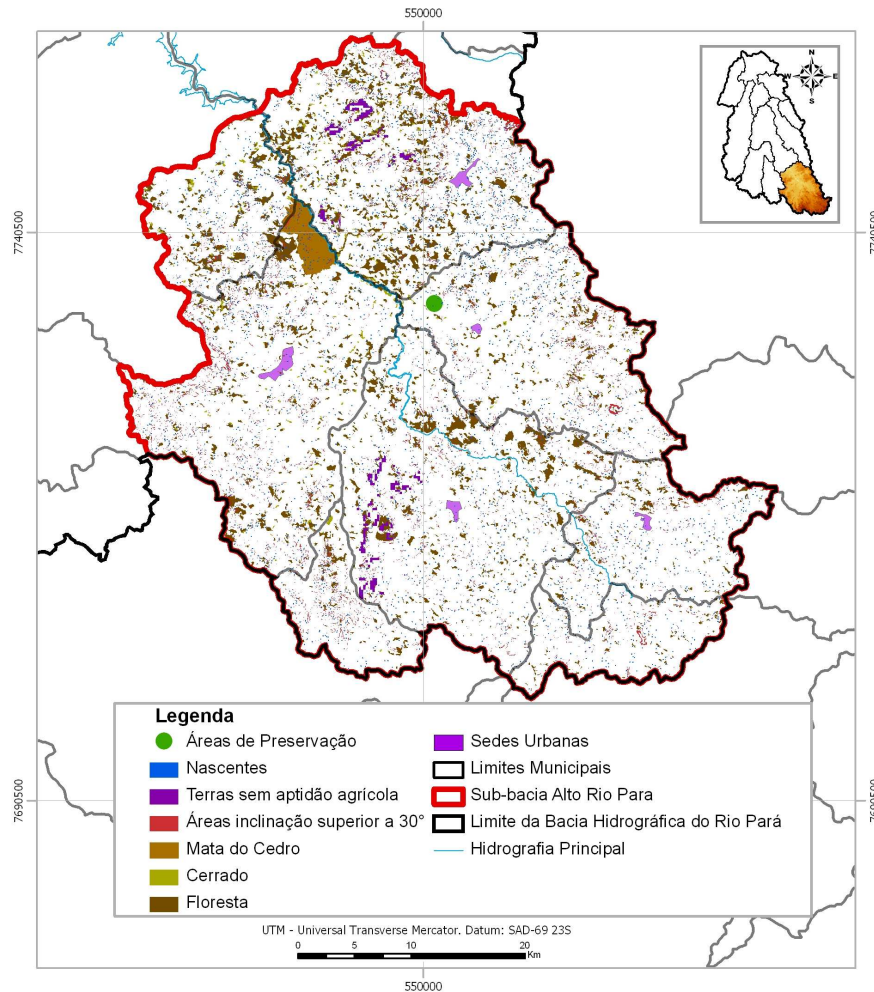 550000
N
W E
S
7740500
7740500
Legenda
Áreas de Preservação
Nascentes
Terras sem aptidão agrícola
Áreas inclinação superior a 30°
Mata do Cedro
Cerrado
Floresta
Sedes Urbanas
Limites Municipais
Sub-bacia Alto Rio Para
Limite da Bacia Hidrográfica do Rio Pará
Hidrografia Principal
7690500
7690500
UTM - Universal Transverse Mercator. Datum: SAD-69 23S
0 5 10 20
Km
550000